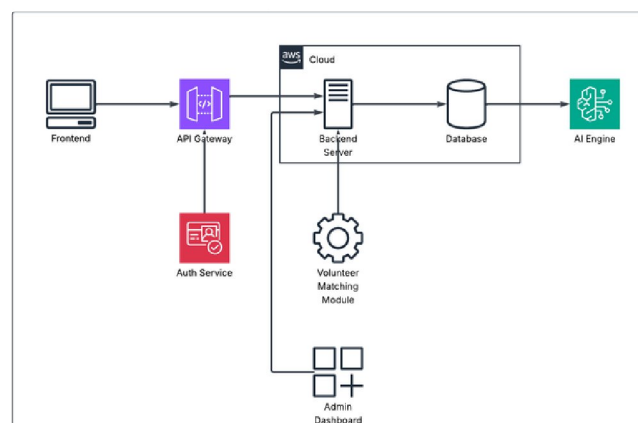 aws
Cloud
Frontend
API Gateway
Backend
Server
Database
AI Engine
Auth Service
Volunteer
Matching
Module
Admin
Dashboard